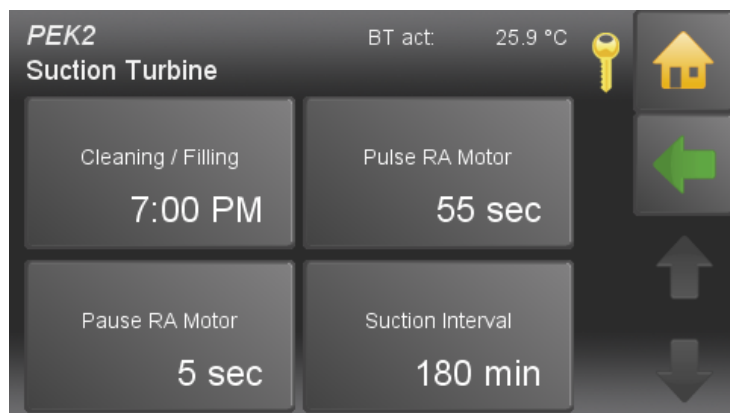 PEK2 BT act: 25.9 °C
Suction Turbine
Cleaning / Filling
7:00 PM
Pulse RA Motor
55 sec
Pause RA Motor
5 sec
Suction Interval
180 min